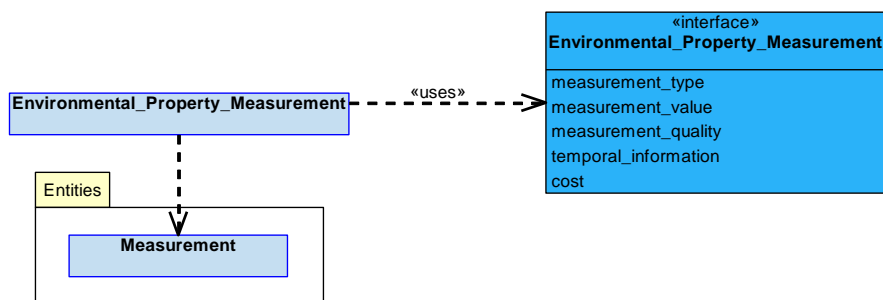 «interface»
Environmental_Property_Measurement
measurement_type
measurement_value
measurement_quality
temporal_information
cost
Environmental_Property_Measurement
«uses»
Entities
Measurement